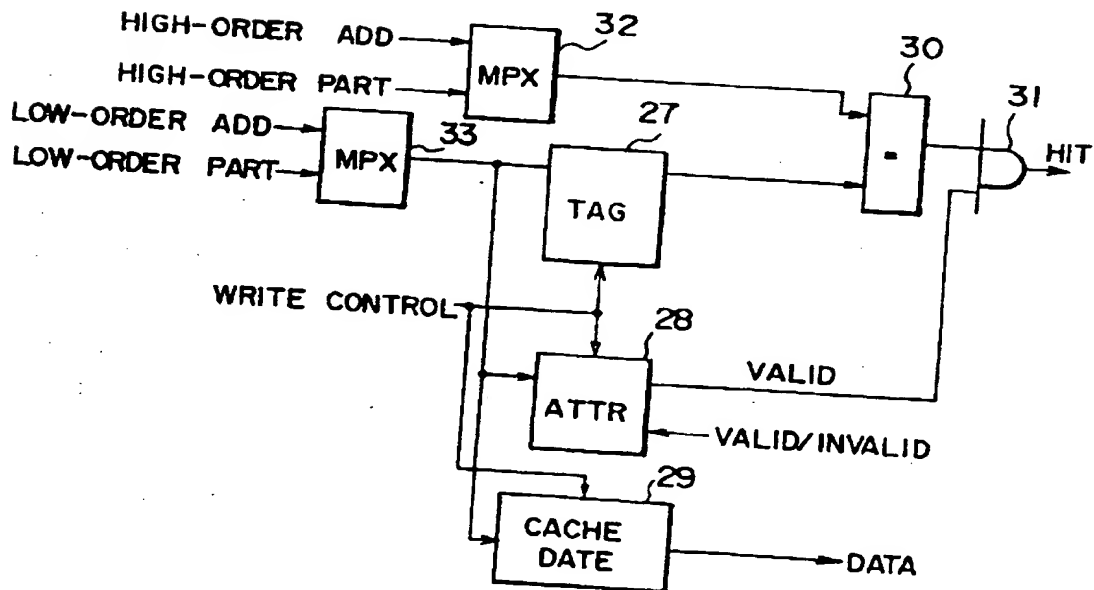 HIGH-ORDER ADD
32
MPX
HIGH-ORDER PART
30
LOW-ORDER ADD
33
27
31
MPX
LOW-ORDER PART
=
HIT
TAG
WRITE CONTROL
28
VALID
ATTR
VALID/INVALID
29
CACHE
DATE
DATA